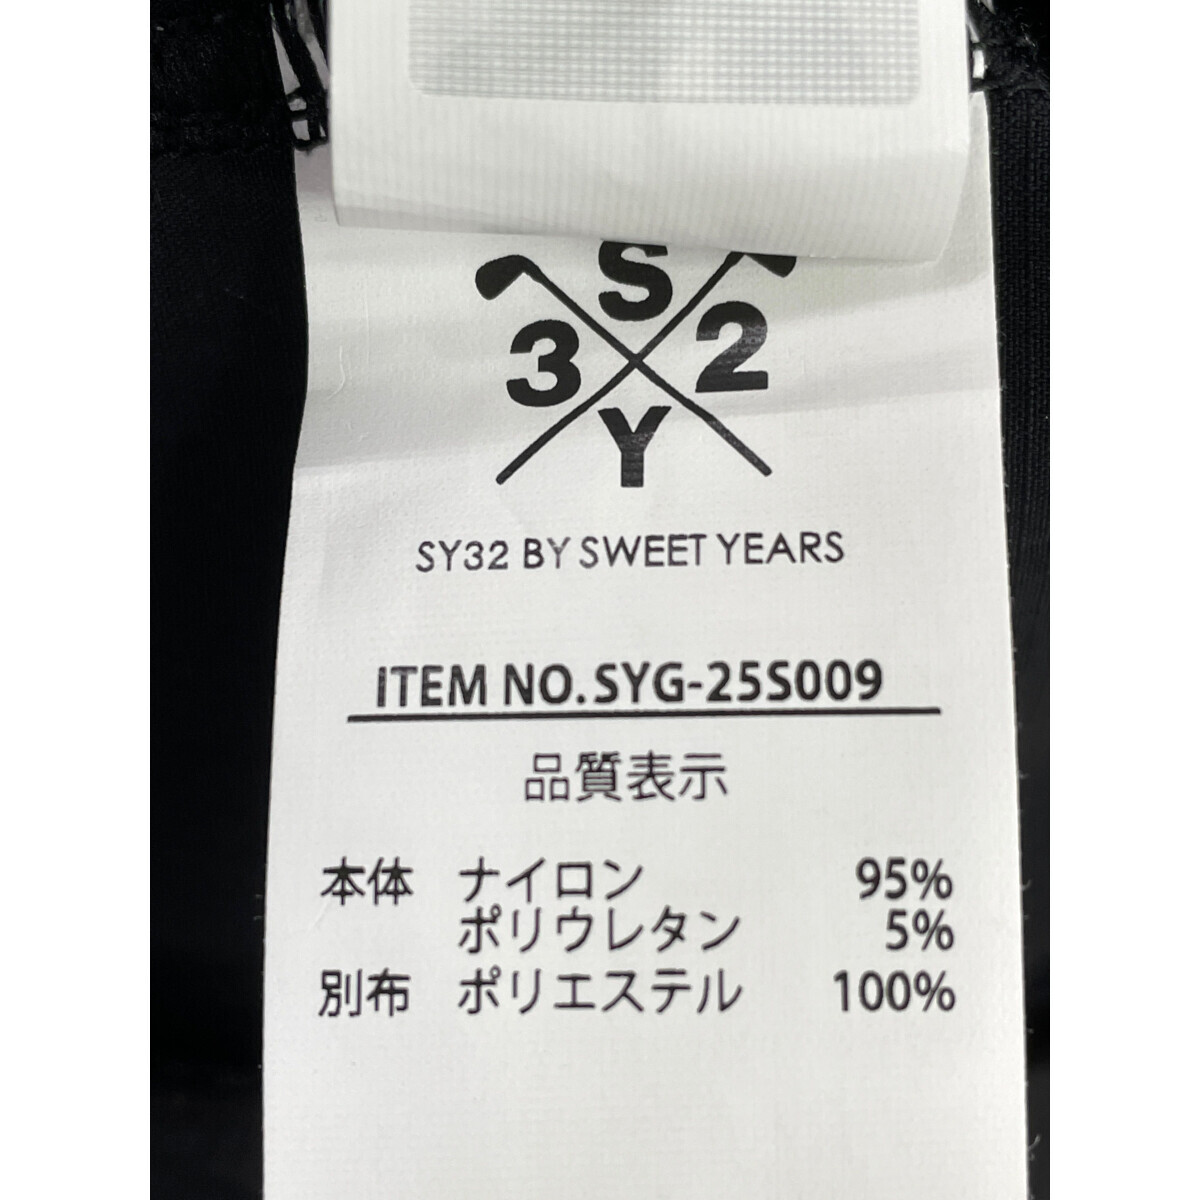 S
3 2
Y
SY32 BY SWEET YEARS
ITEM NO. SYG-25S009
品質表示
本体 ナイロン 95%
ポリウレタン 5%
別布 ポリエステル 100%